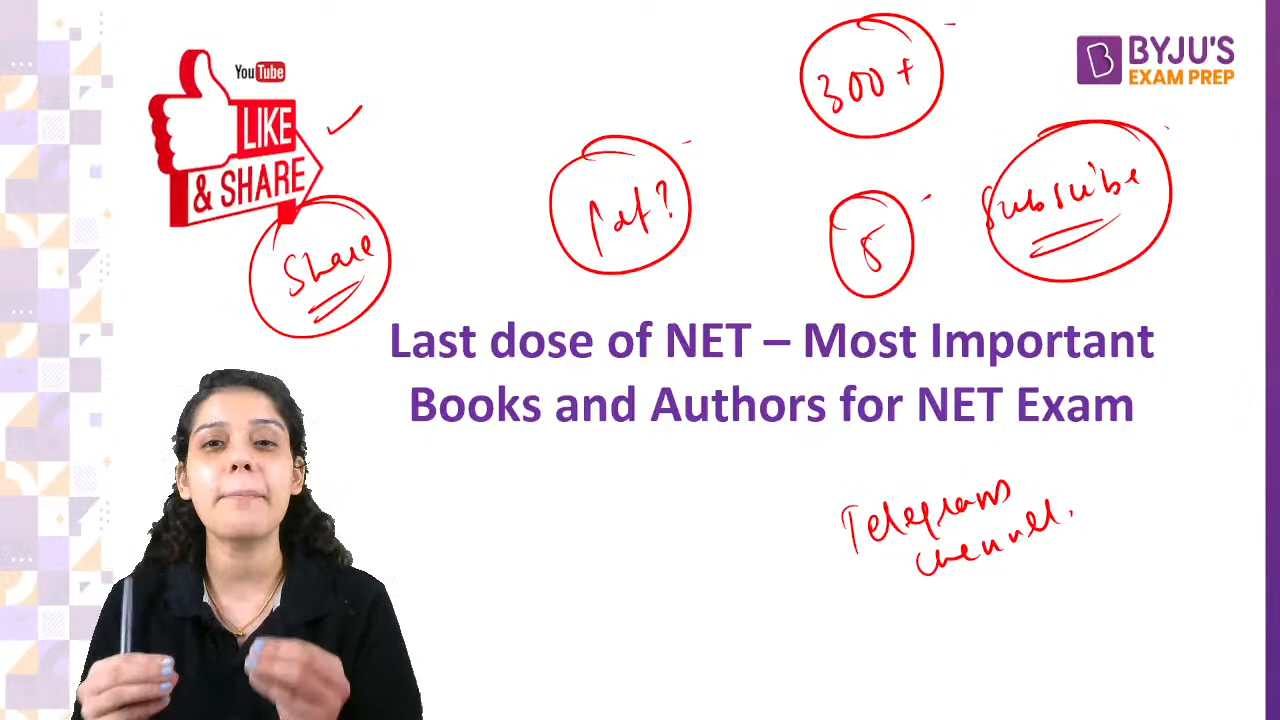 300+
BYJU'S
EXAM PREP
YouTube
LIKE
& SHARE
Pdf?
Subscribe
8
Share
Last dose of NET – Most Important
Books and Authors for NET Exam
Telegram
channel.